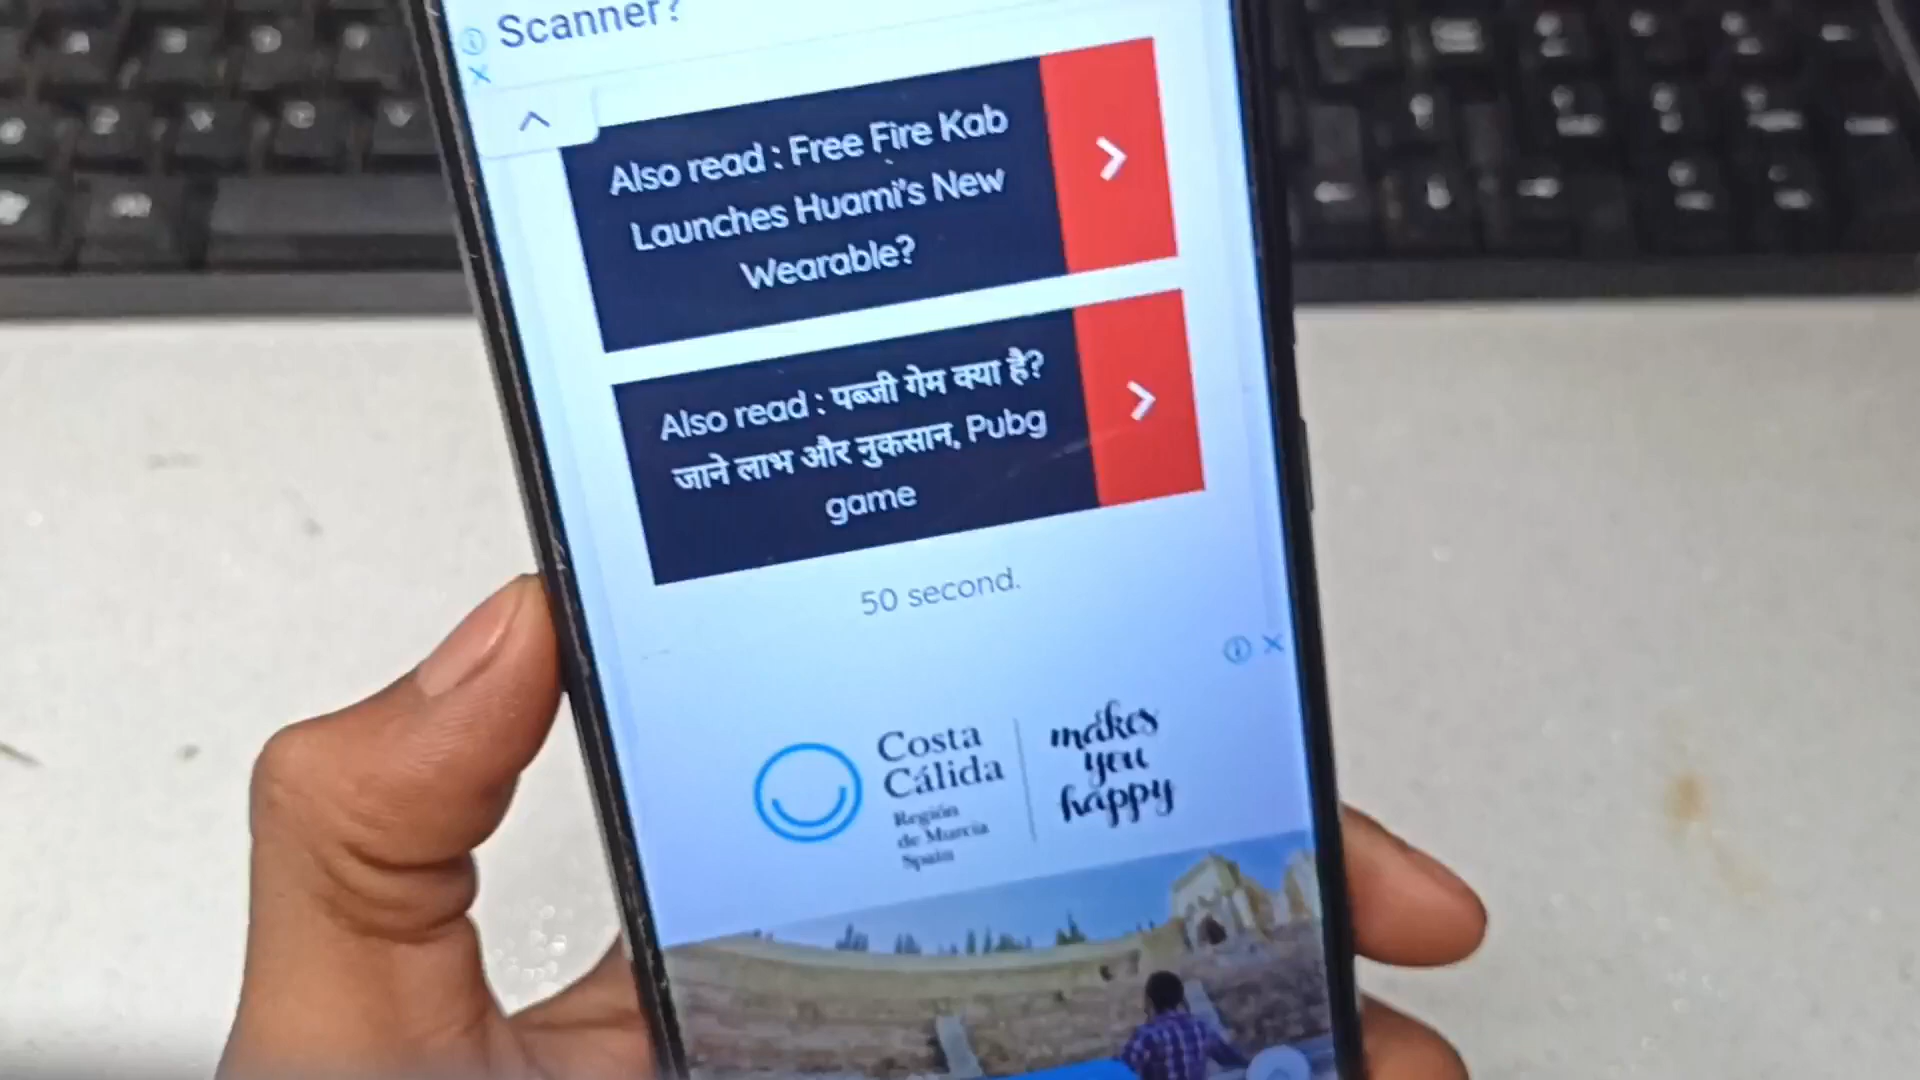 Scanner?
Also read : Free Fire Kab
Launches Huami's New
Wearable?
Also read : पब्जी गेम क्या है?
जाने लाभ और नुकसान, Pubg
game
50 second.
Costa
Cálida
Región
de Murcia
Spain
makes
you
happy